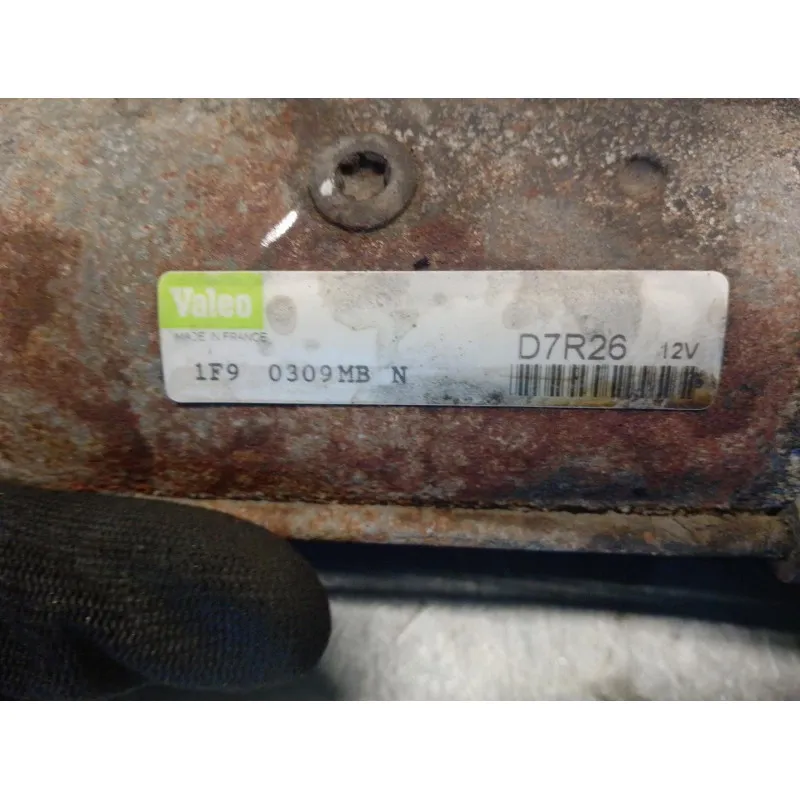 Valeo
MADE IN FRANCE
D7R26 12V
1F9 0309MB N